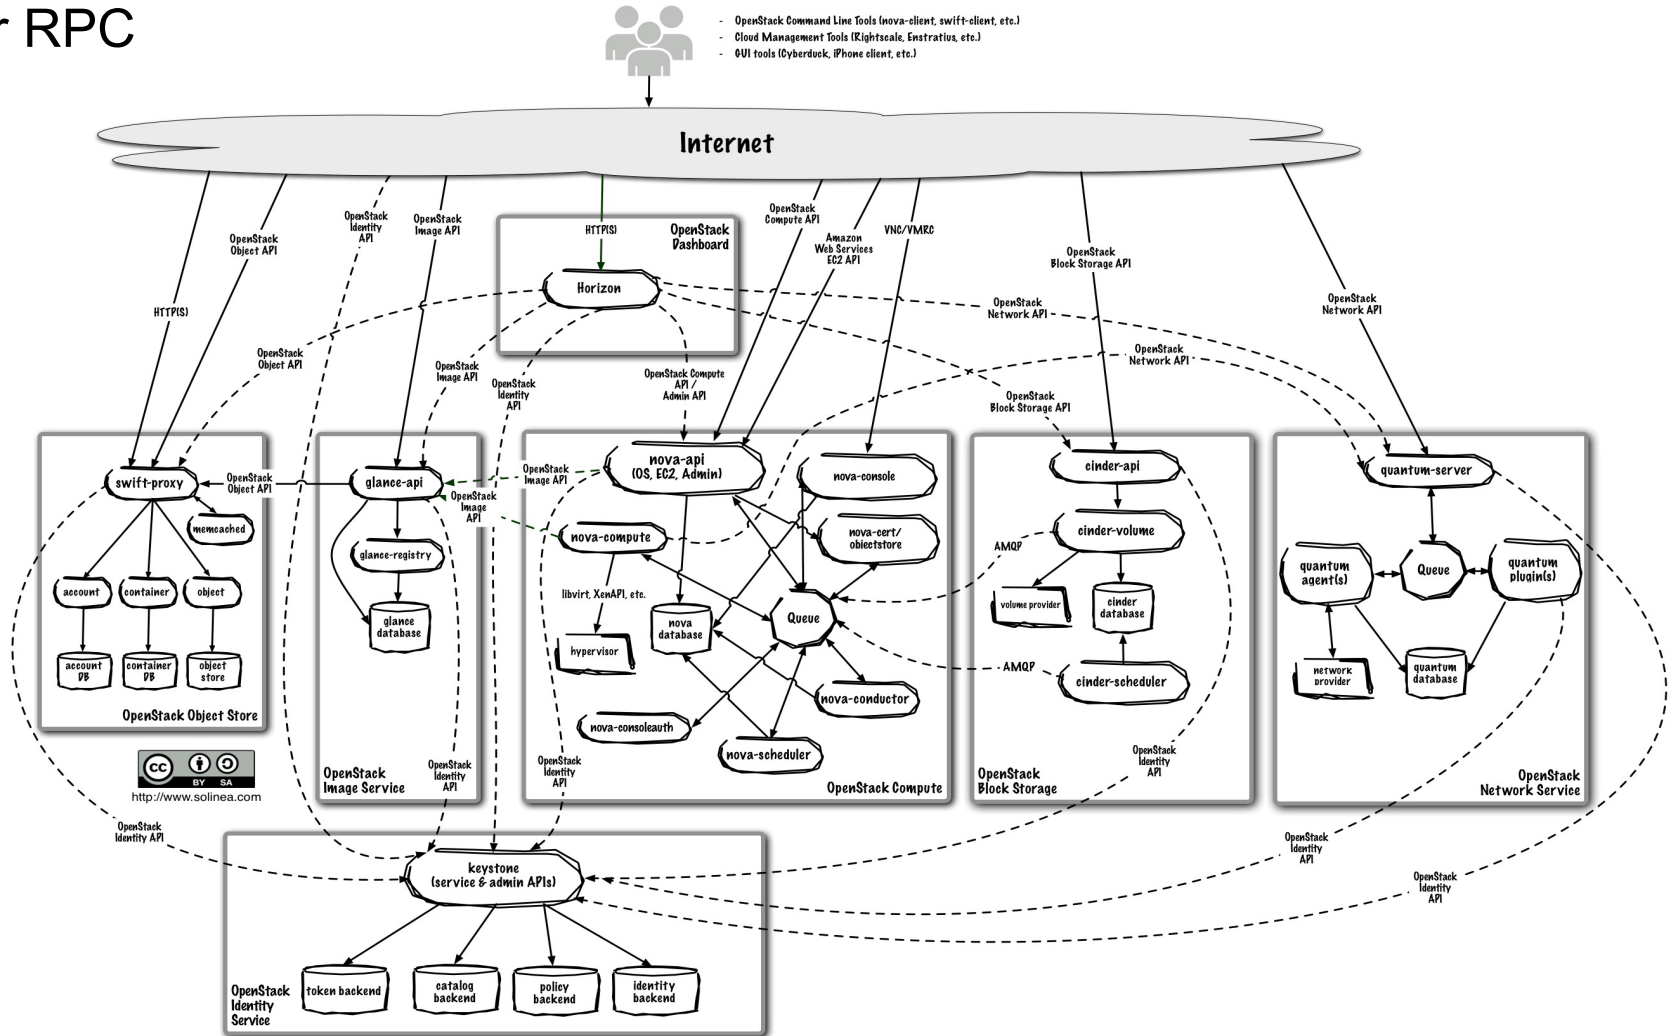 r RPC
- OpenStack Command Line Tools (nova-client, swift-client, etc.)
- Cloud Management Tools (Rightscale, Enstratius, etc.)
- GUI tools (Cyberduck, iPhone client, etc.)
Internet
HTTP(S)
OpenStack
Object API
OpenStack
Identity
API
OpenStack
Image API
HTTP(S)
OpenStack
Dashboard
Horizon
OpenStack
Compute API
Amazon
Web Services
EC2 API
VNC/VMRC
OpenStack
Block Storage API
OpenStack
Network API
OpenStack
Network API
OpenStack
Object API
OpenStack
Image API
OpenStack
Identity
API
OpenStack Compute
API /
Admin API
OpenStack
Block Storage API
OpenStack
Network API
swift-proxy
memcached
account
container
object
account
DB
container
DB
object
store
OpenStack Object Store
OpenStack
Object API
glance-api
glance-registry
glance
database
OpenStack
Image Service
OpenStack
Identity
API
OpenStack
Image API
OpenStack
Image
API
nova-api
(OS, EC2, Admin)
nova-console
nova-compute
nova-cert/
objectstore
libvirt, XenAPI, etc.
hypervisor
nova
database
Queue
nova-conductor
nova-consoleauth
nova-scheduler
OpenStack
Identity
API
OpenStack Compute
cinder-api
cinder-volume
AMQP
volume provider
cinder
database
AMQP
cinder-scheduler
OpenStack
Identity
API
OpenStack
Block Storage
quantum-server
quantum
agent(s)
Queue
quantum
plugin(s)
network
provider
quantum
database
OpenStack
Network Service
CC
BY SA
http://www.solinea.com
OpenStack
Identity API
OpenStack
Identity
API
OpenStack
Identity
API
keystone
(service & admin APIs)
token backend
catalog
backend
policy
backend
identity
backend
OpenStack
Identity
Service